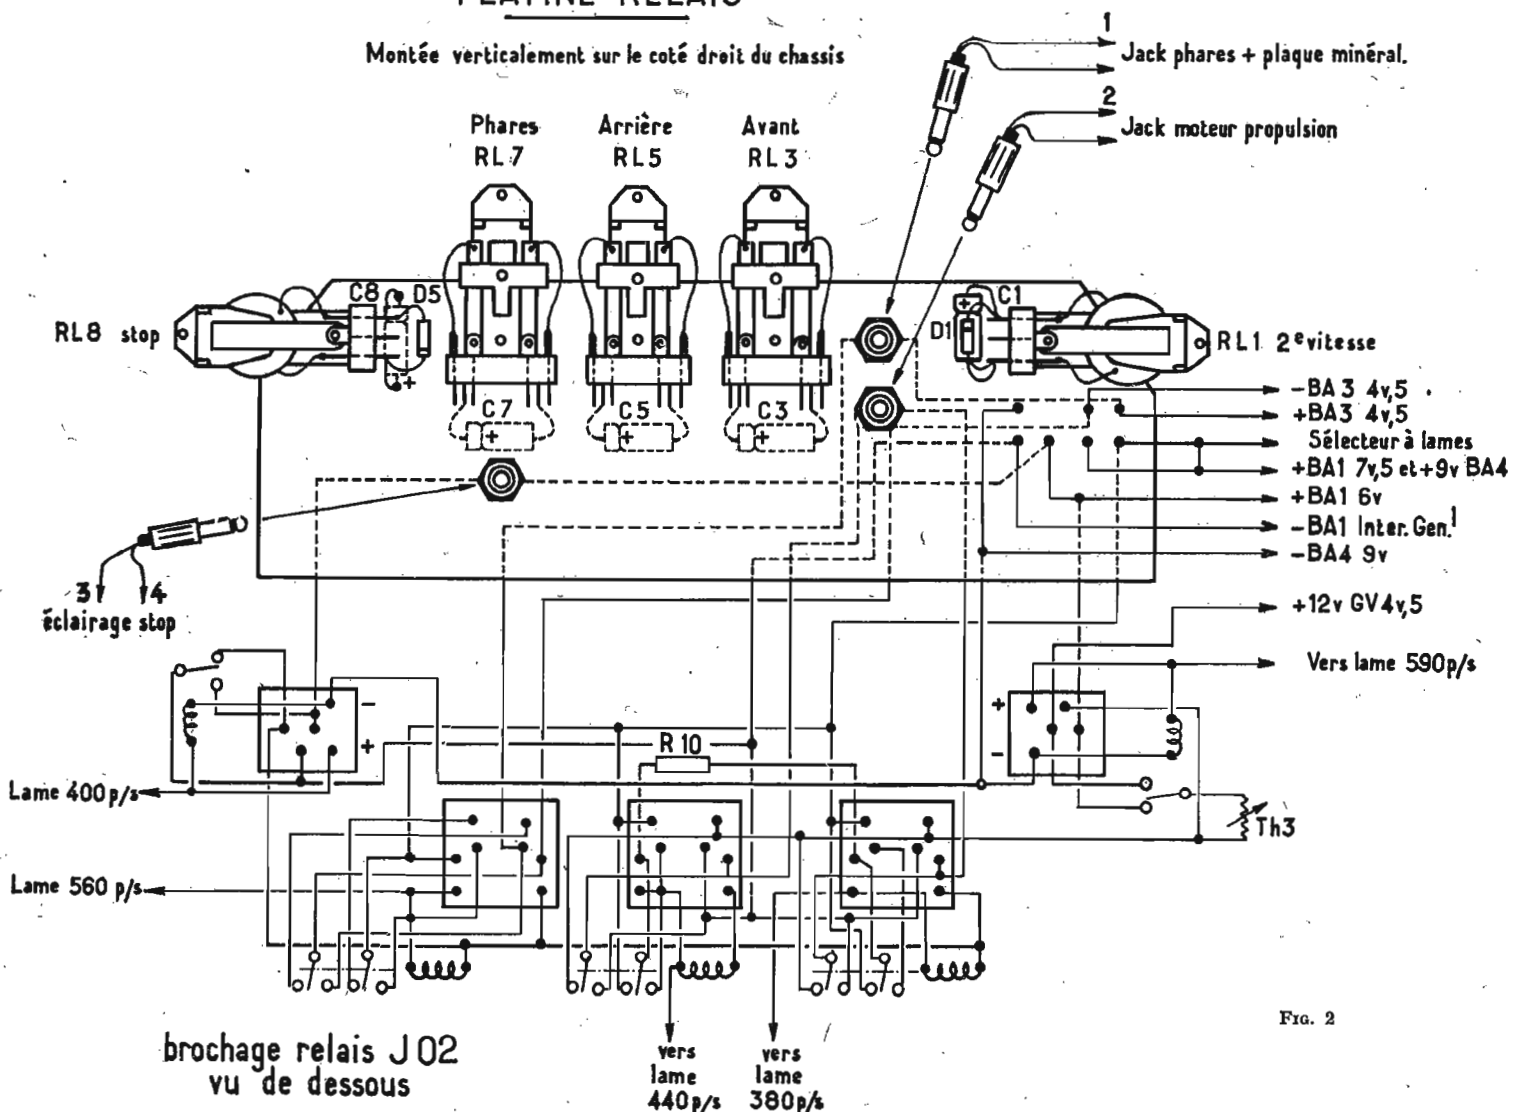 PLATINE RELAIS
Montée verticalement sur le coté droit du chassis
1
Jack phares + plaque minéral.
2
Jack moteur propulsion
Phares
RL7
Arrière
RL5
Avant
RL3
C8
D5
RL8 stop
C1
D1
RL1 2e vitesse
C7
C5
C3
-BA3 4v,5
+BA3 4v,5
Sélecteur à lames
+BA1 7v,5 et +9v BA4
+BA1 6v
-BA1 Inter. Gen.l
-BA4 9v
3
4
éclairage stop
+12v GV 4v,5
Vers lame 590p/s
-
+
+
-
R10
Lame 400p/s
Th3
Lame 560 p/s
FIG. 2
brochage relais J02
vu de dessous
vers
lame
440p/s
vers
lame
380p/s